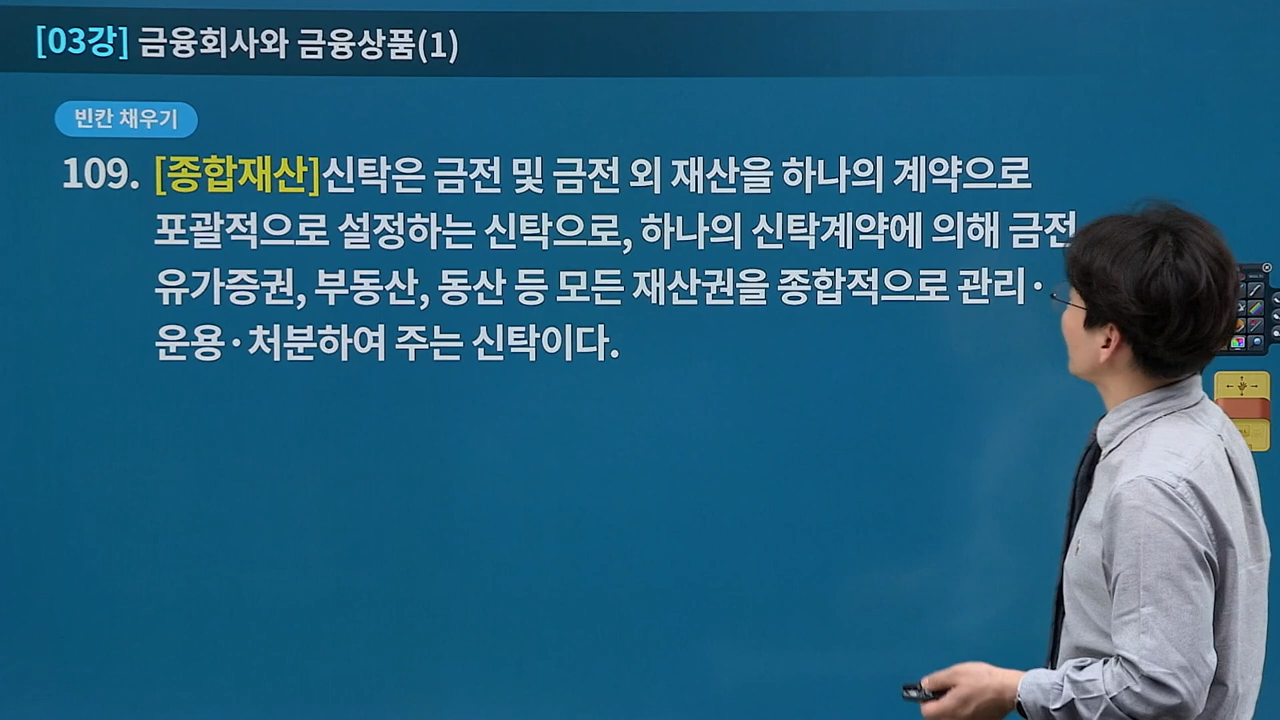 [03강] 금융회사와 금융상품(1)
빈칸 채우기
109. [종합재산]신탁은 금전 및 금전 외 재산을 하나의 계약으로
포괄적으로 설정하는 신탁으로, 하나의 신탁계약에 의해 금전
유가증권, 부동산, 동산 등 모든 재산권을 종합적으로 관리·
운용·처분하여 주는 신탁이다.